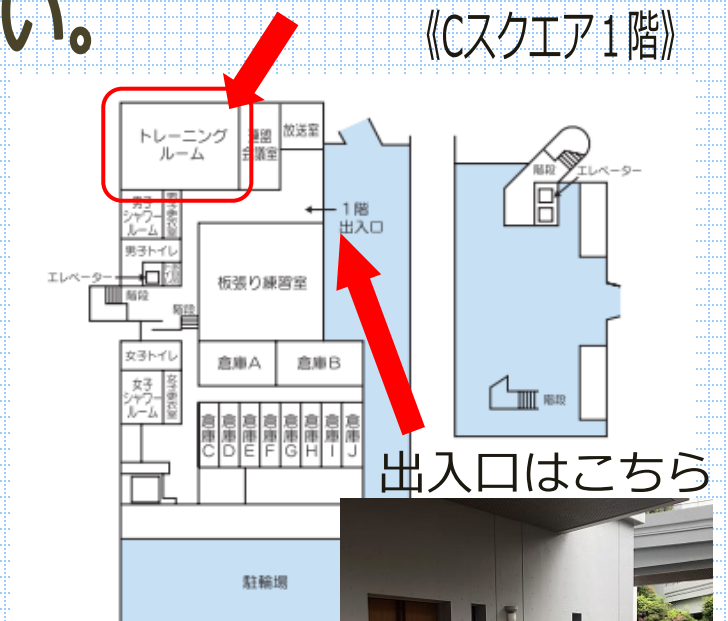 い。
《Cスクエア１階》
トレーニング
ルーム
連盟
会議室
放送室
階段
エレベーター
男子
シャワー
ルーム
男子更衣室
１階
出入口
男子トイレ
エレベーター
板張り練習室
階段
階段
女子トイレ
倉庫A
倉庫B
女子
シャワー
ルーム
女子更衣室
階段
倉庫C
倉庫D
倉庫E
倉庫F
倉庫G
倉庫H
倉庫I
倉庫J
出入口はこちら
駐輪場